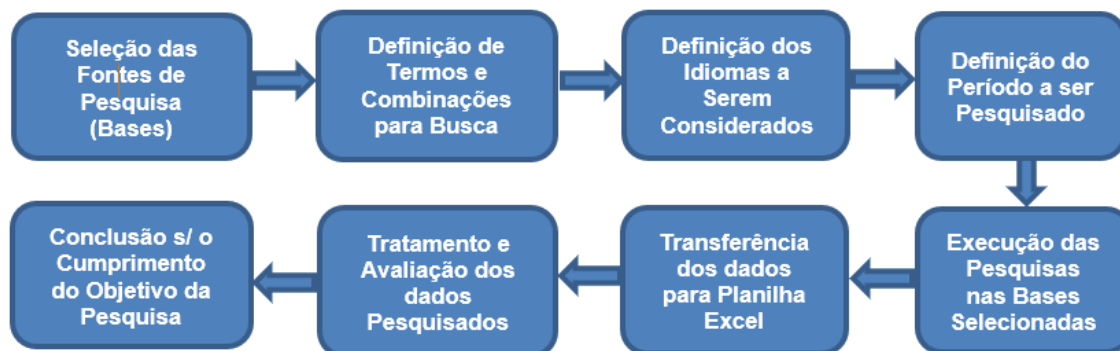 Seleção das
Fontes de
Pesquisa
(Bases)
Definição de
Termos e
Combinações
para Busca
Definição dos
Idiomas a
Serem
Considerados
Definição do
Período a ser
Pesquisado
Execução das
Pesquisas
nas Bases
Selecionadas
Transferência
dos dados
para Planilha
Excel
Tratamento e
Avaliação dos
dados
Pesquisados
Conclusão s/ o
Cumprimento
do Objetivo da
Pesquisa